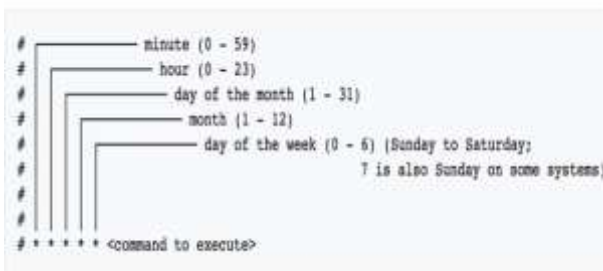 # minute (0 - 59)
# hour (0 - 23)
# day of the month (1 - 31)
# month (1 - 12)
# day of the week (0 - 6) (Sunday to Saturday;
# 7 is also Sunday on some systems)
#
#
# * * * * * <command to execute>